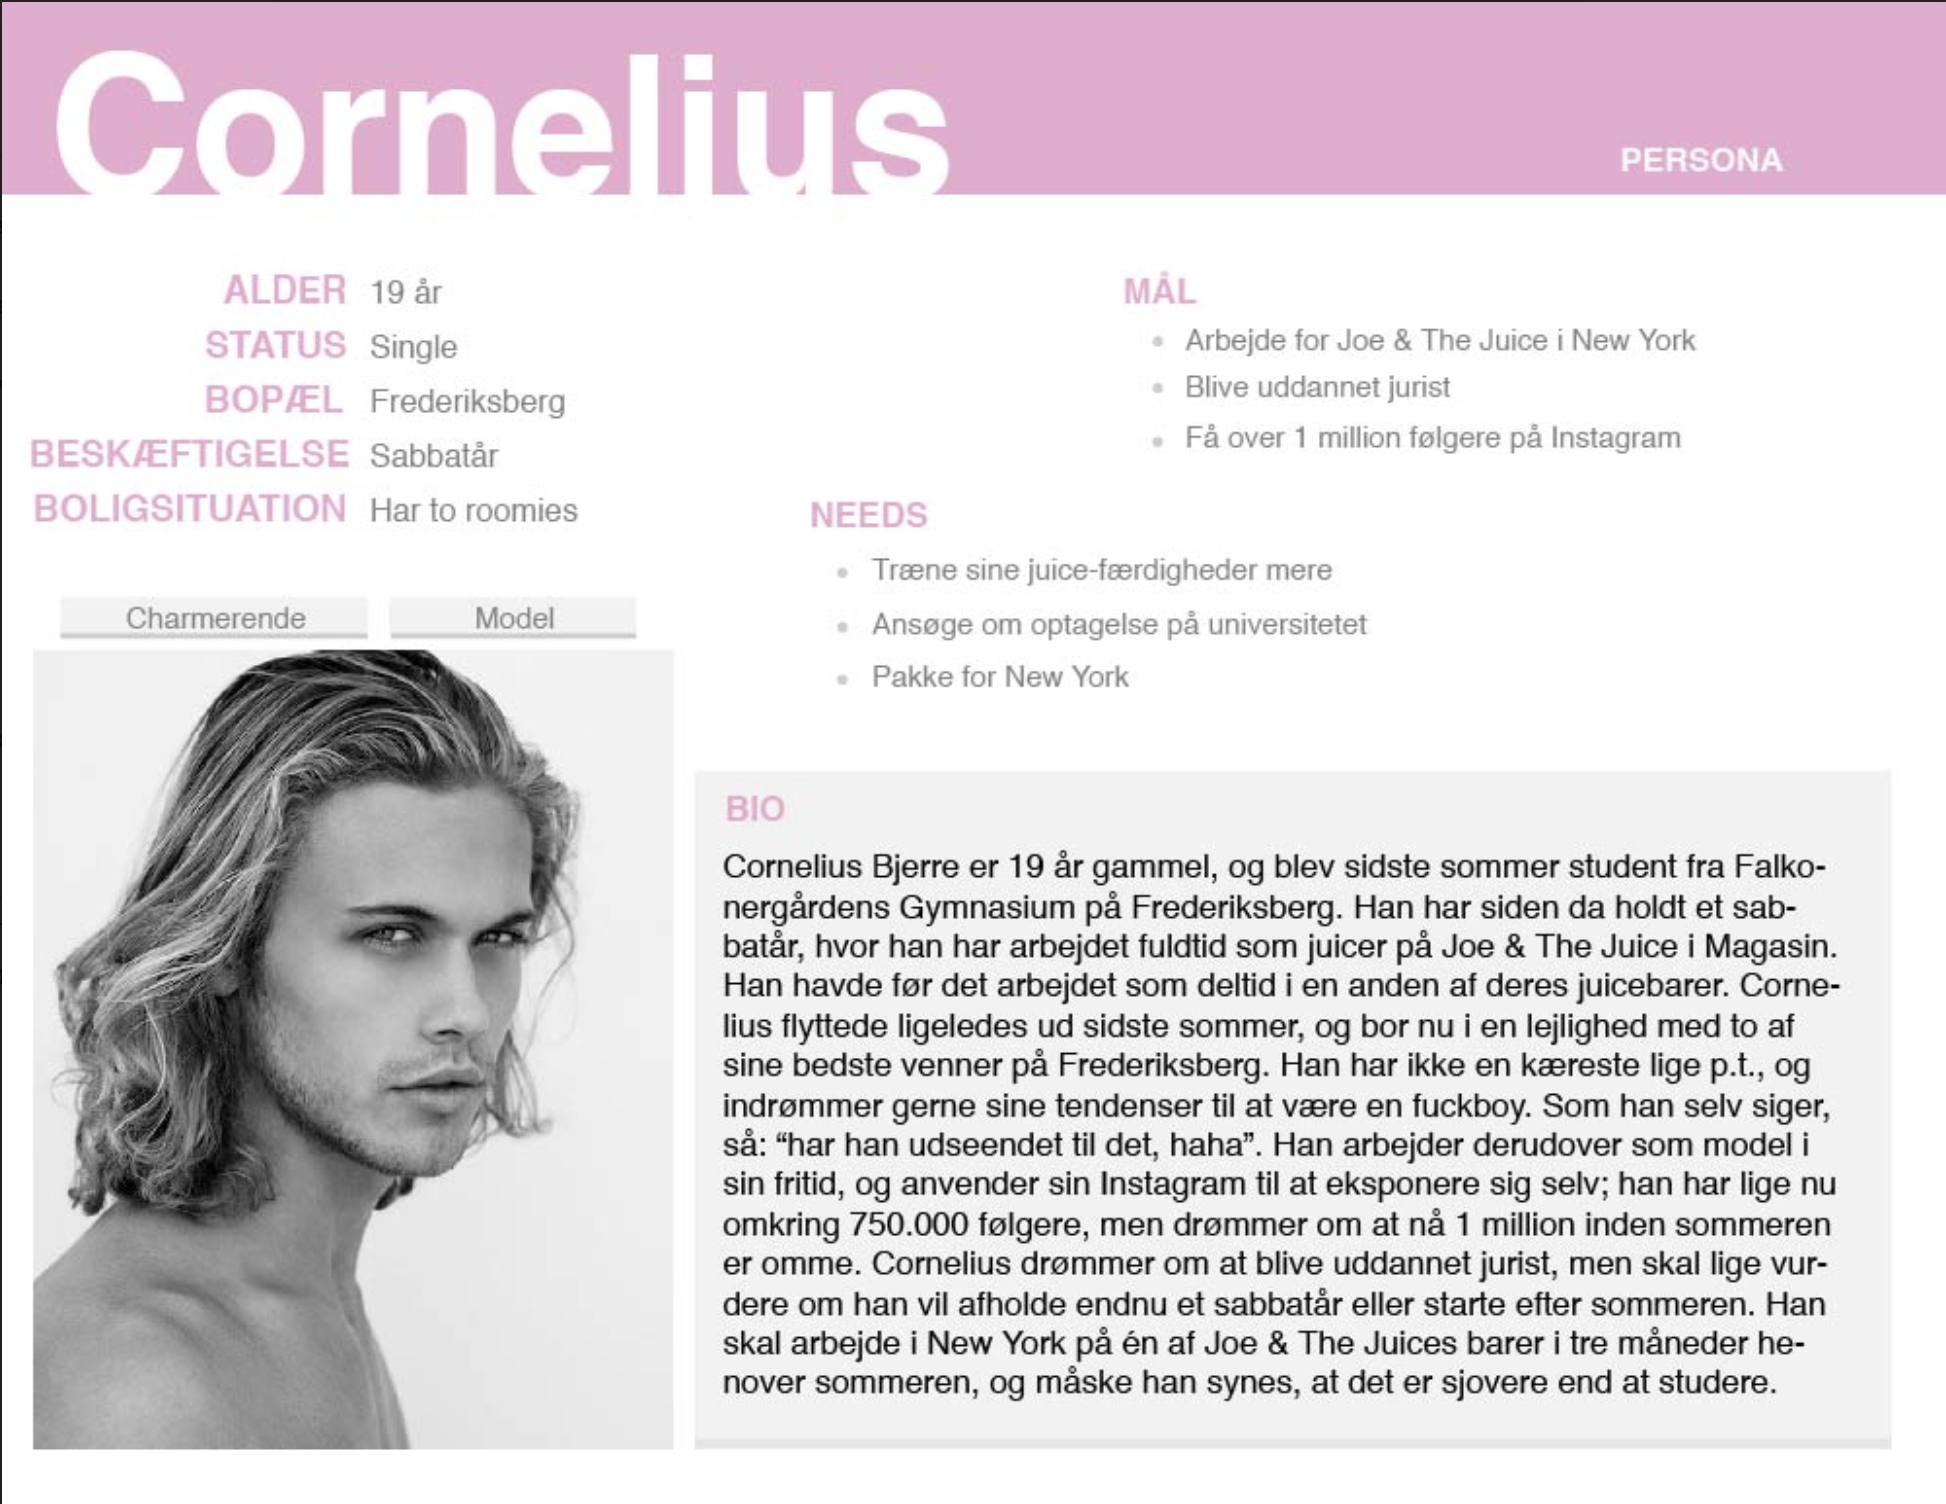 Cornelius
PERSONA
ALDER 19 år
STATUS Single
BOPÆL Frederiksberg
BESKÆFTIGELSE Sabbatår
BOLIGSITUATION Har to roomies
MÅL
• Arbejde for Joe & The Juice i New York
• Blive uddannet jurist
• Få over 1 million følgere på Instagram
NEEDS
• Træne sine juice-færdigheder mere
• Ansøge om optagelse på universitetet
• Pakke for New York
Charmerende
Model
BIO
Cornelius Bjerre er 19 år gammel, og blev sidste sommer student fra Falko-
nergårdens Gymnasium på Frederiksberg. Han har siden da holdt et sab-
batår, hvor han har arbejdet fuldtid som juicer på Joe & The Juice i Magasin.
Han havde før det arbejdet som deltid i en anden af deres juicebarer. Corne-
lius flyttede ligeledes ud sidste sommer, og bor nu i en lejlighed med to af
sine bedste venner på Frederiksberg. Han har ikke en kæreste lige p.t., og
indrømmer gerne sine tendenser til at være en fuckboy. Som han selv siger,
så: “har han udseendet til det, haha”. Han arbejder derudover som model i
sin fritid, og anvender sin Instagram til at eksponere sig selv; han har lige nu
omkring 750.000 følgere, men drømmer om at nå 1 million inden sommeren
er omme. Cornelius drømmer om at blive uddannet jurist, men skal lige vur-
dere om han vil afholde endnu et sabbatår eller starte efter sommeren. Han
skal arbejde i New York på én af Joe & The Juices barer i tre måneder he-
nover sommeren, og måske han synes, at det er sjovere end at studere.